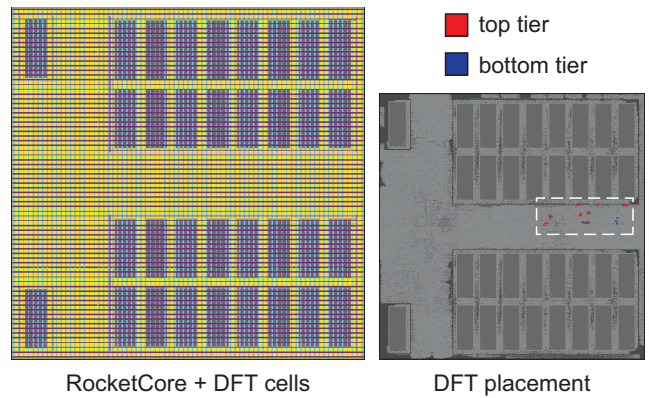 top tier
bottom tier
RocketCore + DFT cells
DFT placement